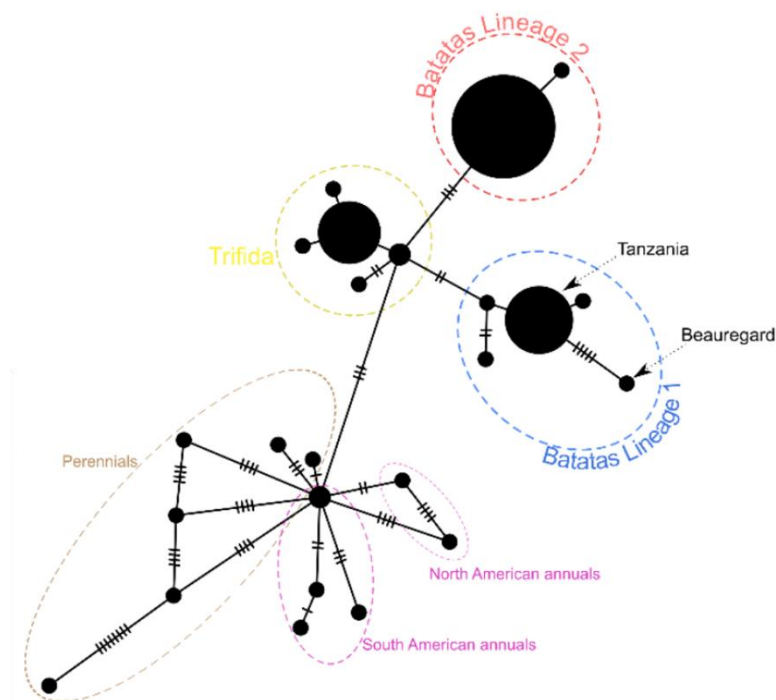 Batatas Lineage 2
Trifida
Tanzania
Beauregard
Batatas Lineage 1
Perennials
North American annuals
South American annuals